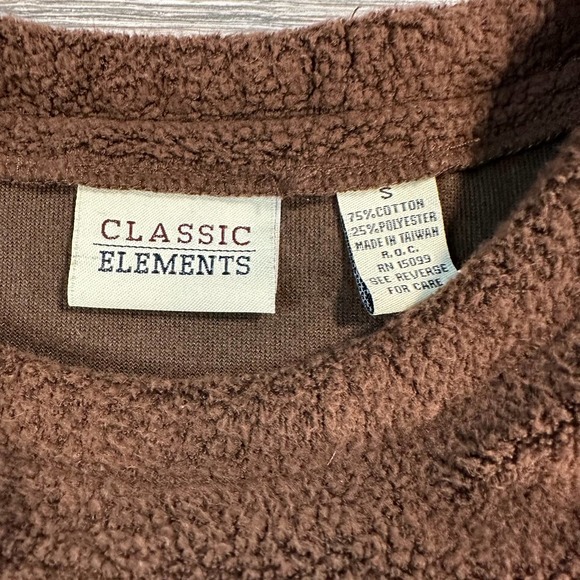 CLASSIC
ELEMENTS
S
75%COTTON
25%POLYESTER
MADE IN TAIWAN
R.O.C.
RN 15099
SEE REVERSE
FOR CARE